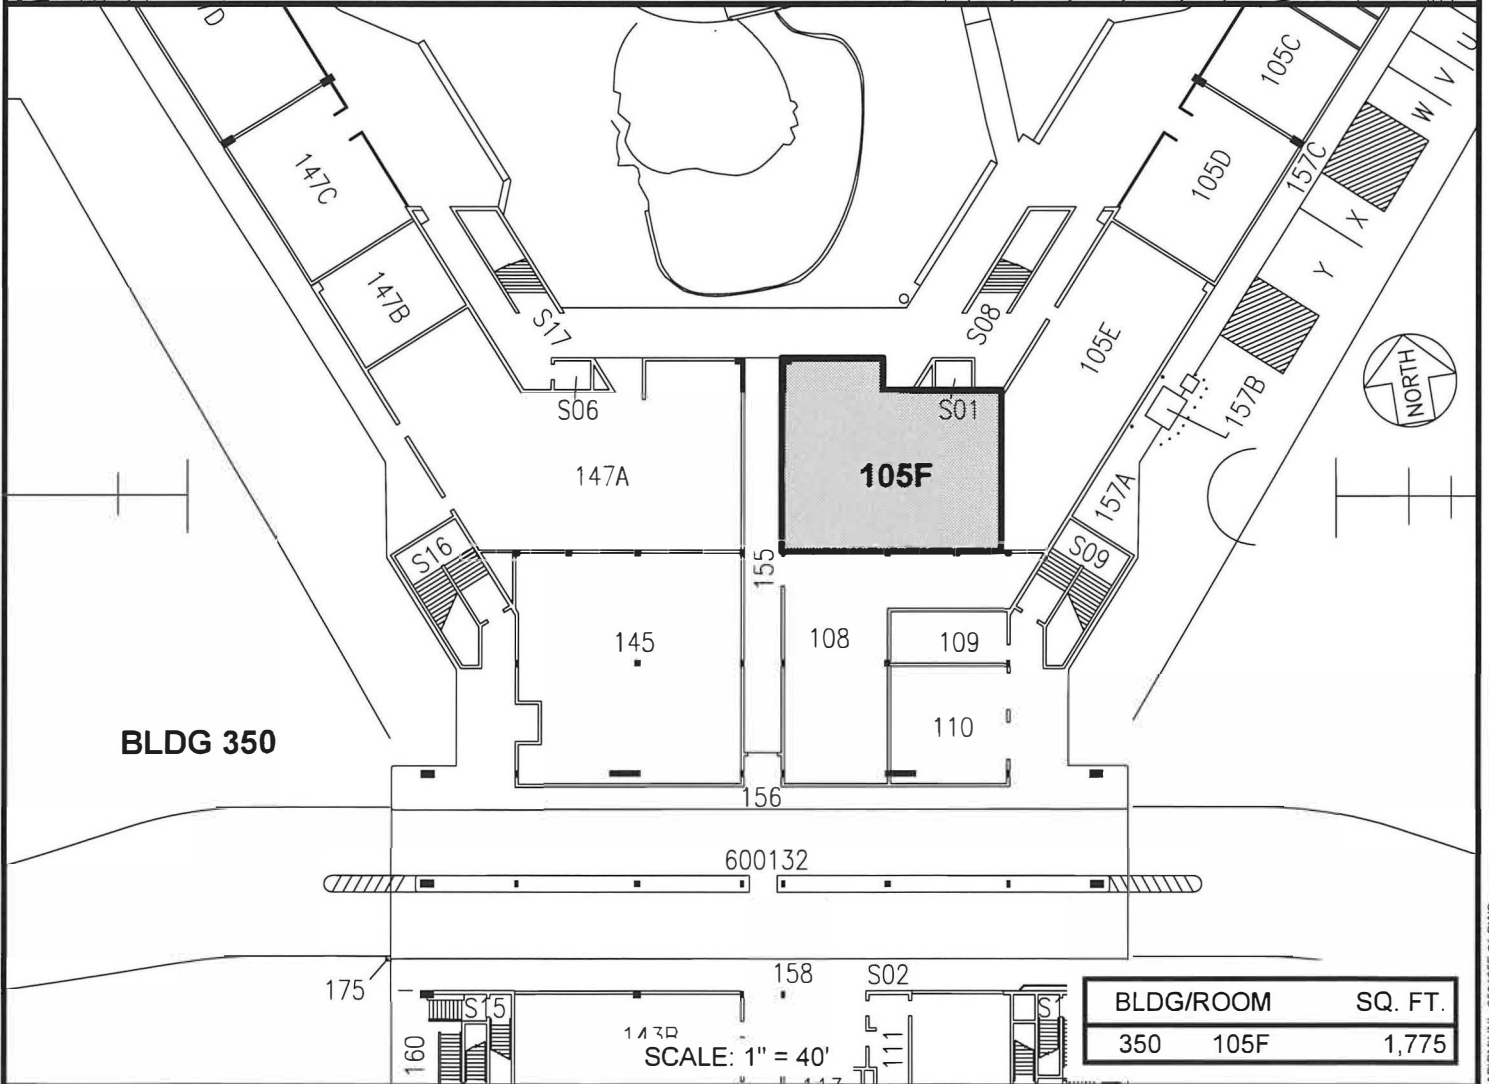 D
105C
U
V
W
147C
105D
157C
X
Y
147B
S17
S08
105E
NORTH
S06
S01
157B
147A
105F
157A
S16
S09
155
145
108
109
110
BLDG 350
156
600132
175
158
S02
S15
143B
160
111
S1
SCALE: 1" = 40'
BLDG/ROOM SQ. FT.
350 105F 1,775